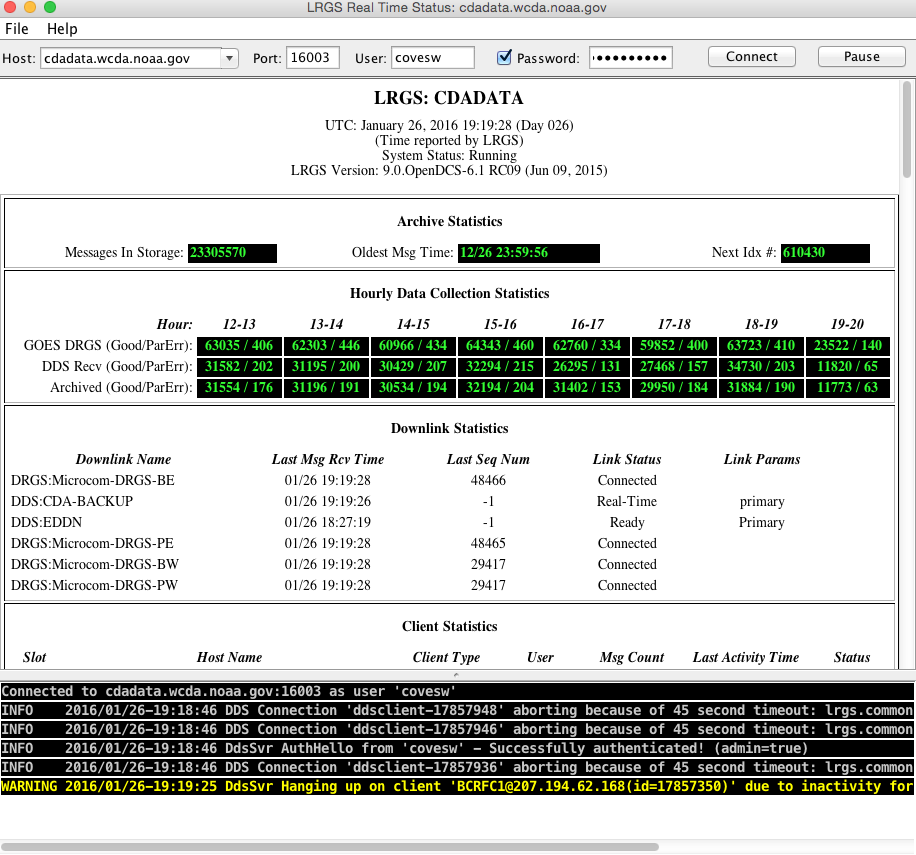 LRGS Real Time Status: cdadata.wcda.noaa.gov
File Help
Host: cdadata.wcda.noaa.gov Port: 16003 User: covesw Password: Connect Pause
LRGS: CDADATA
UTC: January 26, 2016 19:19:28 (Day 026)
(Time reported by LRGS)
System Status: Running
LRGS Version: 9.0.OpenDCS-6.1 RC09 (Jun 09, 2015)
Archive Statistics
Messages In Storage: 23305570 Oldest Msg Time: 12/26 23:59:56 Next Idx #: 610430
Hourly Data Collection Statistics
Hour: 12-13 13-14 14-15 15-16 16-17 17-18 18-19 19-20
GOES DRGS (Good/ParErr): 63035 / 406 62303 / 446 60966 / 434 64343 / 460 62760 / 334 59852 / 400 63723 / 410 23522 / 140
DDS Recv (Good/ParErr): 31582 / 202 31195 / 200 30429 / 207 32294 / 215 26295 / 131 27468 / 157 34730 / 203 11820 / 65
Archived (Good/ParErr): 31554 / 176 31196 / 191 30534 / 194 32194 / 204 31402 / 153 29950 / 184 31884 / 190 11773 / 63
Downlink Statistics
Downlink Name Last Msg Rcv Time Last Seq Num Link Status Link Params
DRGS:Microcom-DRGS-BE 01/26 19:19:28 48466 Connected
DDS:CDA-BACKUP 01/26 19:19:26 -1 Real-Time primary
DDS:EDDN 01/26 18:27:19 -1 Ready Primary
DRGS:Microcom-DRGS-PE 01/26 19:19:28 48465 Connected
DRGS:Microcom-DRGS-BW 01/26 19:19:28 29417 Connected
DRGS:Microcom-DRGS-PW 01/26 19:19:28 29417 Connected
Client Statistics
Slot Host Name Client Type User Msg Count Last Activity Time Status
Connected to cdadata.wcda.noaa.gov:16003 as user 'covesw'
INFO 2016/01/26-19:18:46 DDS Connection 'ddsclient-17857948' aborting because of 45 second timeout: lrgs.common
INFO 2016/01/26-19:18:46 DDS Connection 'ddsclient-17857946' aborting because of 45 second timeout: lrgs.common
INFO 2016/01/26-19:18:46 DdsSvr AuthHello from 'covesw' - Successfully authenticated! (admin=true)
INFO 2016/01/26-19:18:46 DDS Connection 'ddsclient-17857936' aborting because of 45 second timeout: lrgs.common
WARNING 2016/01/26-19:19:25 DdsSvr Hanging up on client 'BCRFC1@207.194.62.168(id=17857350)' due to inactivity for